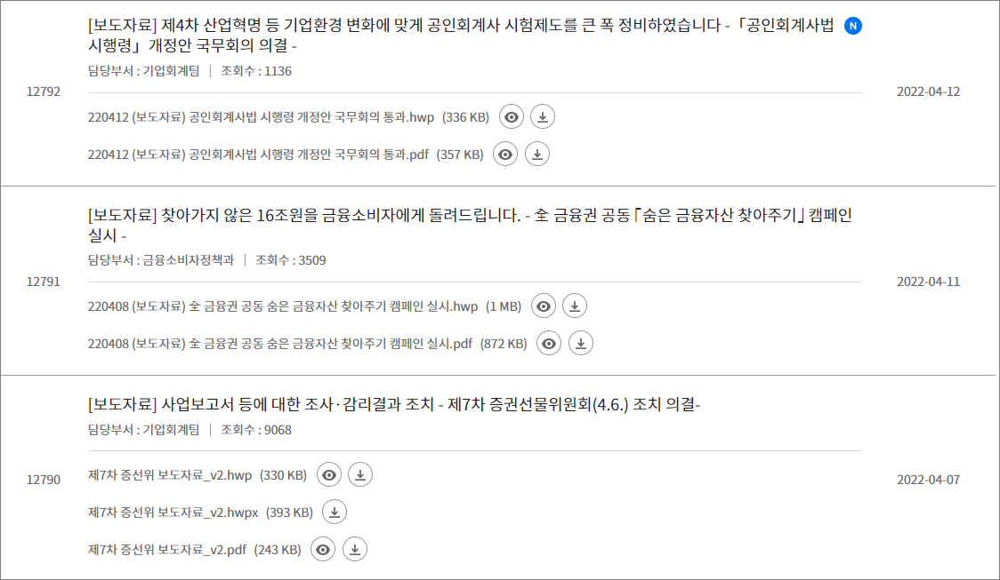 [보도자료] 제4차 산업혁명 등 기업환경 변화에 맞게 공인회계사 시험제도를 큰 폭 정비하였습니다 -「공인회계사법 N
시행령」개정안 국무회의 의결 -
담당부서 : 기업회계팀 | 조회수 : 1136
12792
2022-04-12
220412 (보도자료) 공인회계사법 시행령 개정안 국무회의 통과.hwp (336 KB)
220412 (보도자료) 공인회계사법 시행령 개정안 국무회의 통과.pdf (357 KB)
[보도자료] 찾아가지 않은 16조원을 금융소비자에게 돌려드립니다. - 全 금융권 공동 ｢숨은 금융자산 찾아주기｣ 캠페인
실시 -
담당부서 : 금융소비자정책과 | 조회수 : 3509
12791
2022-04-11
220408 (보도자료) 全 금융권 공동 숨은 금융자산 찾아주기 캠페인 실시.hwp (1 MB)
220408 (보도자료) 全 금융권 공동 숨은 금융자산 찾아주기 캠페인 실시.pdf (872 KB)
[보도자료] 사업보고서 등에 대한 조사·감리결과 조치 - 제7차 증권선물위원회(4.6.) 조치 의결-
담당부서 : 기업회계팀 | 조회수 : 9068
제7차 증선위 보도자료_v2.hwp (330 KB)
12790
2022-04-07
제7차 증선위 보도자료_v2.hwpx (393 KB)
제7차 증선위 보도자료_v2.pdf (243 KB)